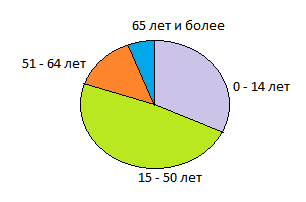 65 лет и более
51 - 64 лет
0 - 14 лет
15 - 50 лет